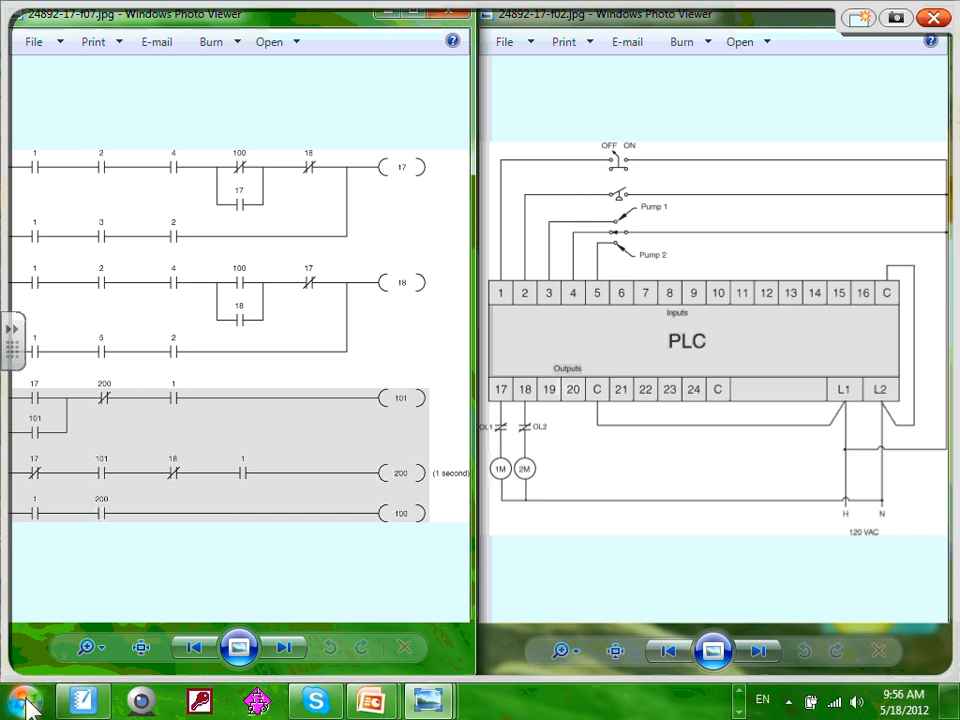 24892-17-f07.jpg - Windows Photo Viewer
File Print E-mail Burn Open
1 2 4 100 18
17
17
1 3 2
1 2 4 100 17
18
18
1 5 2
17 200 1
101
101
17 101 18 1
200 (1 second)
1 200
100
24892-17-f02.jpg - Windows Photo Viewer
File Print E-mail Burn Open
OFF ON
Pump 1
Pump 2
1 2 3 4 5 6 7 8 9 10 11 12 13 14 15 16 C
Inputs
PLC
Outputs
17 18 19 20 C 21 22 23 24 C L1 L2
OL1 OL2
1M 2M
H N
120 VAC
EN
9:56 AM
5/18/2012